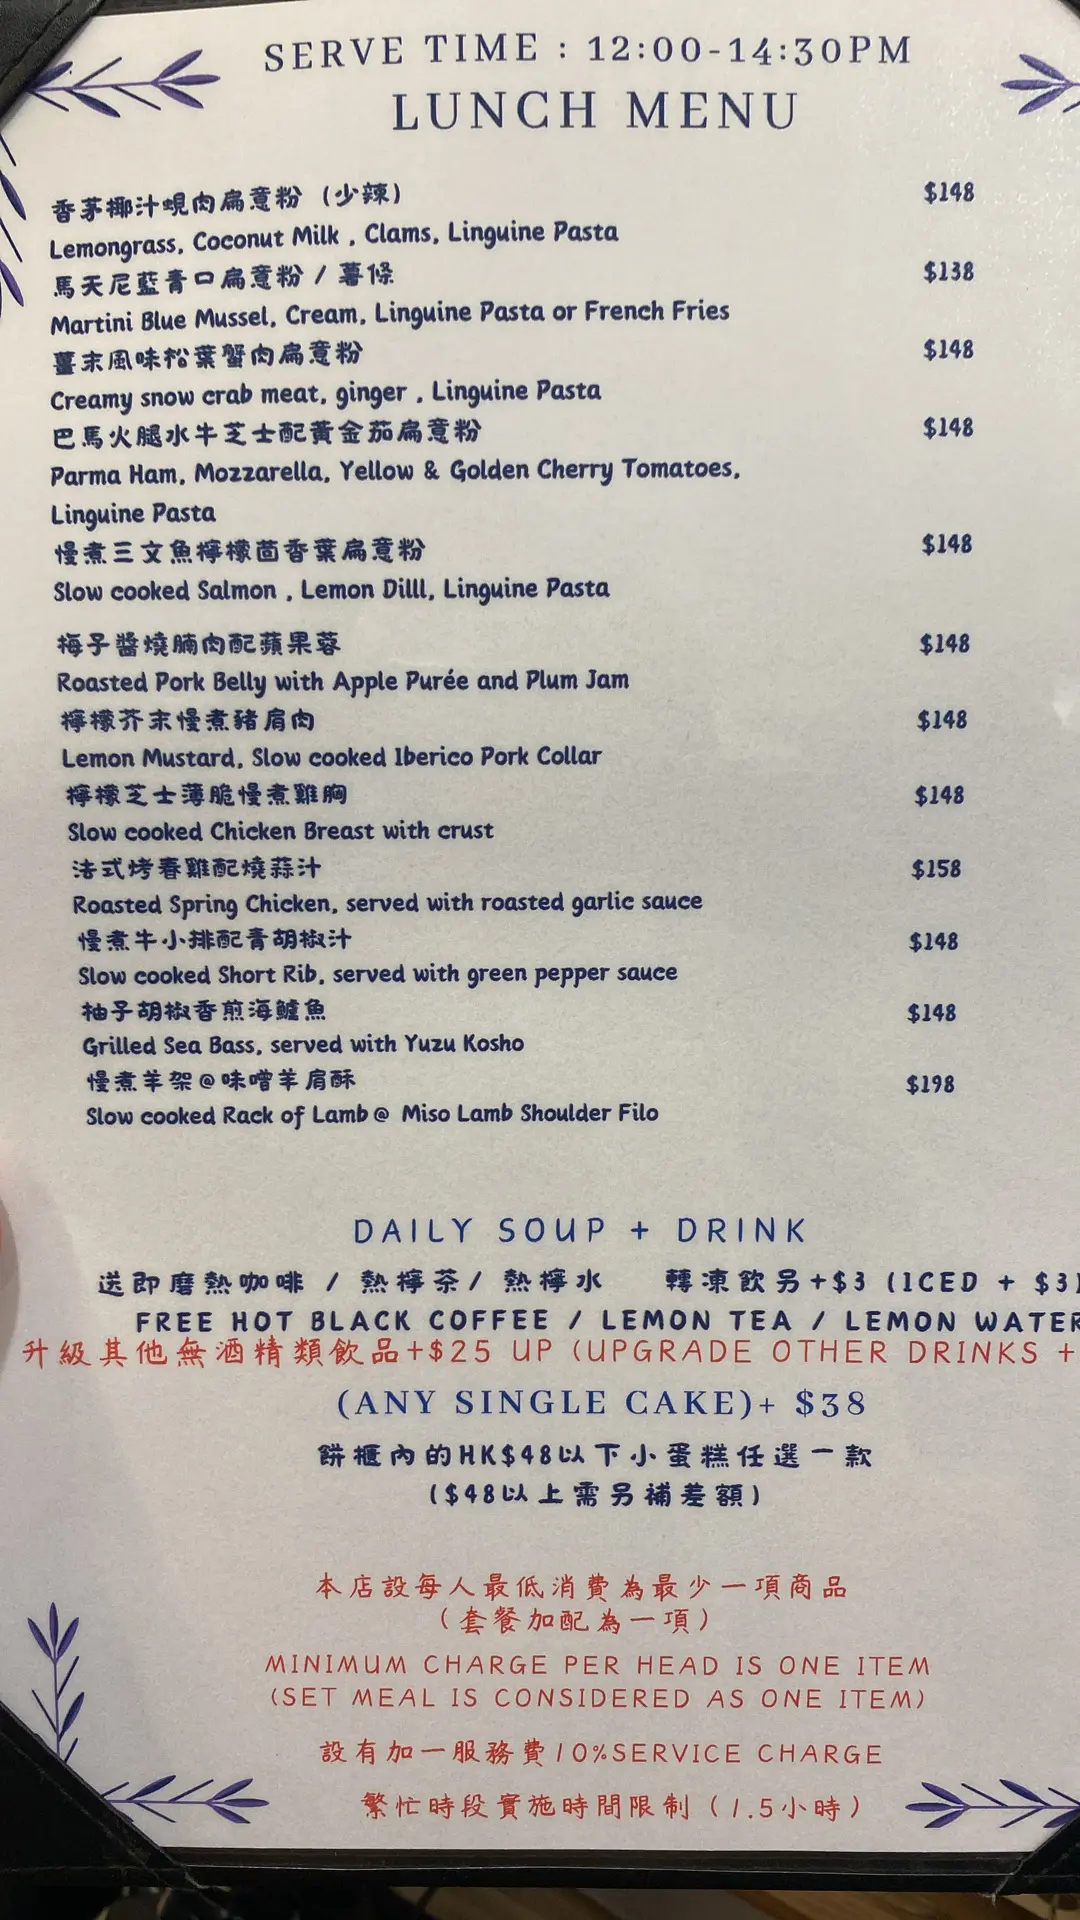 SERVE TIME : 12:00-14:30PM
LUNCH MENU
香茅椰汁蜆肉扁意粉 (少辣) $148
Lemongrass, Coconut Milk , Clams, Linguine Pasta
馬天尼藍青口扁意粉 / 薯條 $138
Martini Blue Mussel, Cream, Linguine Pasta or French Fries
薑末風味松葉蟹肉扁意粉 $148
Creamy snow crab meat, ginger , Linguine Pasta
巴馬火腿水牛芝士配黃金茄扁意粉 $148
Parma Ham, Mozzarella, Yellow & Golden Cherry Tomatoes,
Linguine Pasta
慢煮三文魚檸檬茴香葉扁意粉 $148
Slow cooked Salmon , Lemon Dilll, Linguine Pasta
梅子醬燒腩肉配蘋果蓉 $148
Roasted Pork Belly with Apple Purée and Plum Jam
檸檬芥末慢煮豬肩肉 $148
Lemon Mustard, Slow cooked Iberico Pork Collar
檸檬芝士薄脆慢煮雞胸 $148
Slow cooked Chicken Breast with crust
法式烤春雞配燒蒜汁 $158
Roasted Spring Chicken, served with roasted garlic sauce
慢煮牛小排配青胡椒汁 $148
Slow cooked Short Rib, served with green pepper sauce
柚子胡椒香煎海鱸魚 $148
Grilled Sea Bass, served with Yuzu Kosho
慢煮羊架@味噌羊肩酥 $198
Slow cooked Rack of Lamb@ Miso Lamb Shoulder Filo
DAILY SOUP + DRINK
送即磨熱咖啡 / 熱檸茶/ 熱檸水 轉凍飲另+$3 (ICED + $3)
FREE HOT BLACK COFFEE / LEMON TEA / LEMON WATER
升級其他無酒精類飲品+$25 UP (UPGRADE OTHER DRINKS +
(ANY SINGLE CAKE)+ $38
餅櫃內的HK$48以下小蛋糕任選一款
($48以上需另補差額)
本店設每人最低消費為最少一項商品
(套餐加配為一項)
MINIMUM CHARGE PER HEAD IS ONE ITEM
(SET MEAL IS CONSIDERED AS ONE ITEM)
設有加一服務費10%SERVICE CHARGE
繁忙時段實施時間限制 (1.5小時)